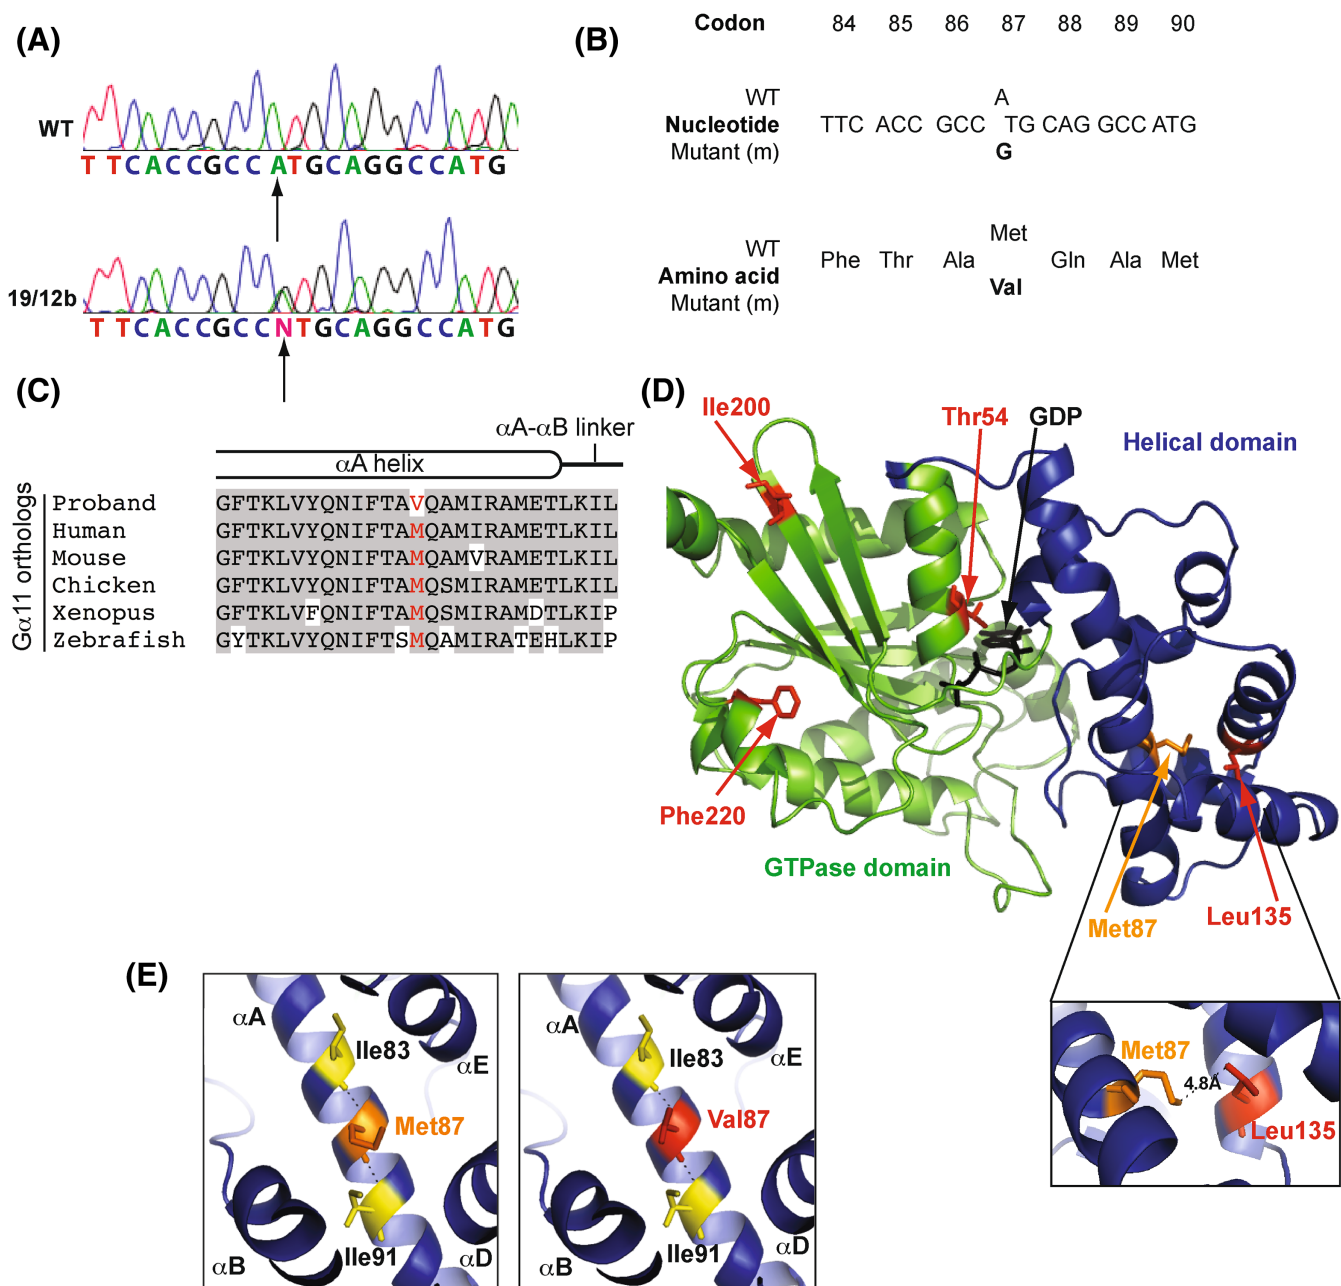 (A)
WT
T TCACCGCC ATGCAGGCCATG
19/12b
T TCACCGCCNTGCAGGCCATG
(B)
Codon 84 85 86 87 88 89 90
WT A
Nucleotide TTC ACC GCC TG CAG GCC ATG
Mutant (m) G
Met
WT
Phe Thr Ala Gln Ala Met
Amino acid
Val
Mutant (m)
(C)
αA-αB linker
αA helix
Gα11 orthologs
Proband GFTKLVYQNIFTAVQAMIRAMETLKIL
Human GFTKLVYQNIFTAMQAMIRAMETLKIL
Mouse GFTKLVYQNIFTAMQAMVRAMETLKIL
Chicken GFTKLVYQNIFTAMQSMIRAMETLKIL
Xenopus GFTKLVFQNIFTAMQSMIRAMDTLKIP
Zebrafish GYTKLVYQNIFTSMQAMIRATEHLKIP
(D)
Ile200
Thr54 GDP
Helical domain
Phe220
GTPase domain
Met87
Leu135
Met87
4.8Å
Leu135
(E)
αA
Ile83
αE
Met87
Ile91
αB
αD
αA
Ile83
αE
Val87
Ile91
αB
αD